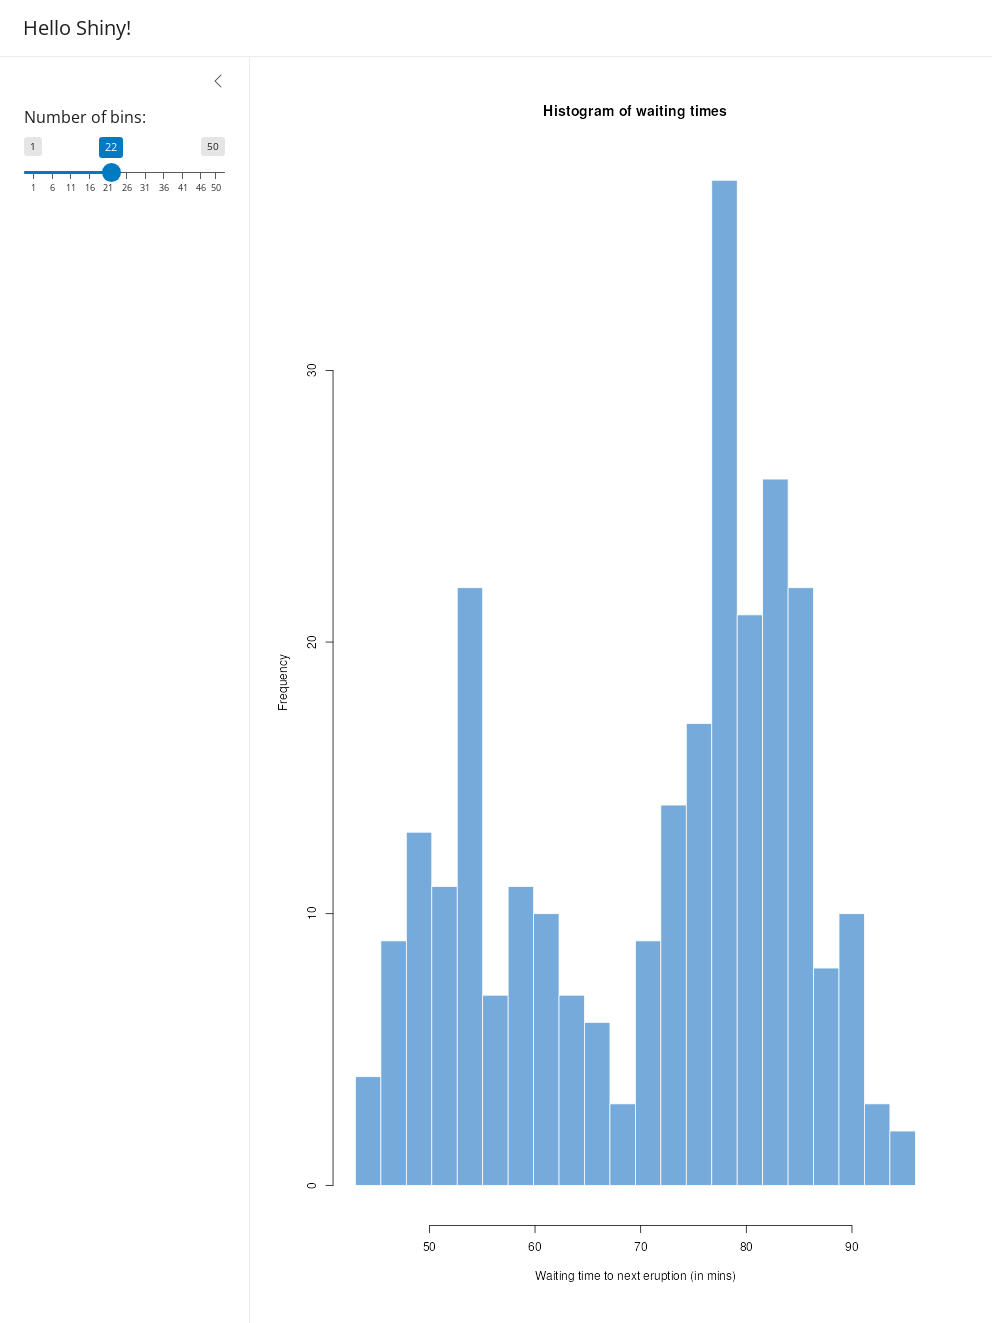 Hello Shiny!
Number of bins:
1 22 50
1 6 11 16 21 26 31 36 41 46 50
Histogram of waiting times
30
20
10
0
Frequency
50 60 70 80 90
Waiting time to next eruption (in mins)